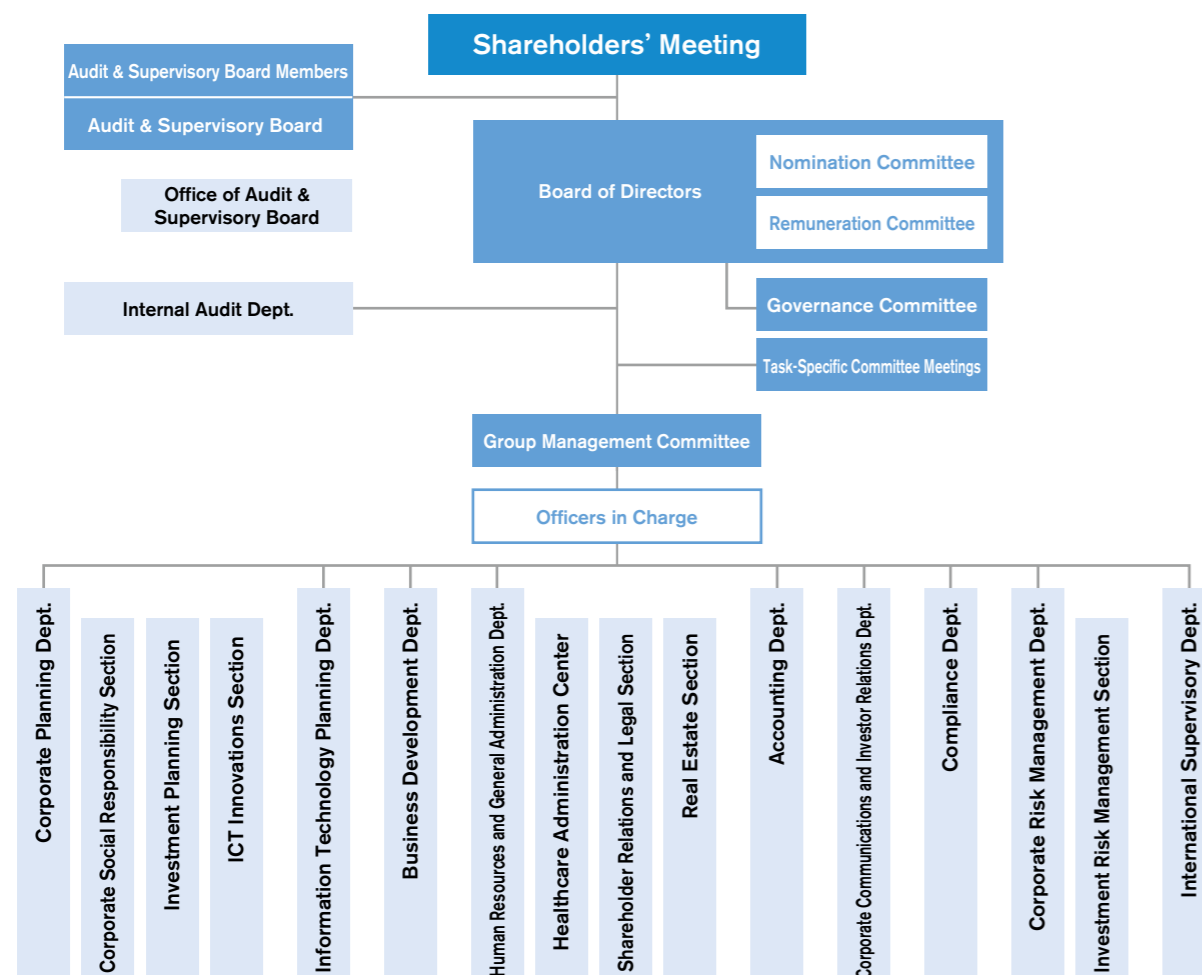 Shareholders’ Meeting
Audit & Supervisory Board Members
Audit & Supervisory Board
Office of Audit &
Supervisory Board
Board of Directors
Nomination Committee
Remuneration Committee
Internal Audit Dept.
Governance Committee
Task-Specific Committee Meetings
Group Management Committee
Officers in Charge
Corporate Planning Dept.
Corporate Social Responsibility Section
Investment Planning Section
ICT Innovations Section
Information Technology Planning Dept.
Business Development Dept.
Human Resources and General Administration Dept.
Healthcare Administration Center
Shareholder Relations and Legal Section
Real Estate Section
Accounting Dept.
Corporate Communications and Investor Relations Dept.
Compliance Dept.
Corporate Risk Management Dept.
Investment Risk Management Section
International Supervisory Dept.